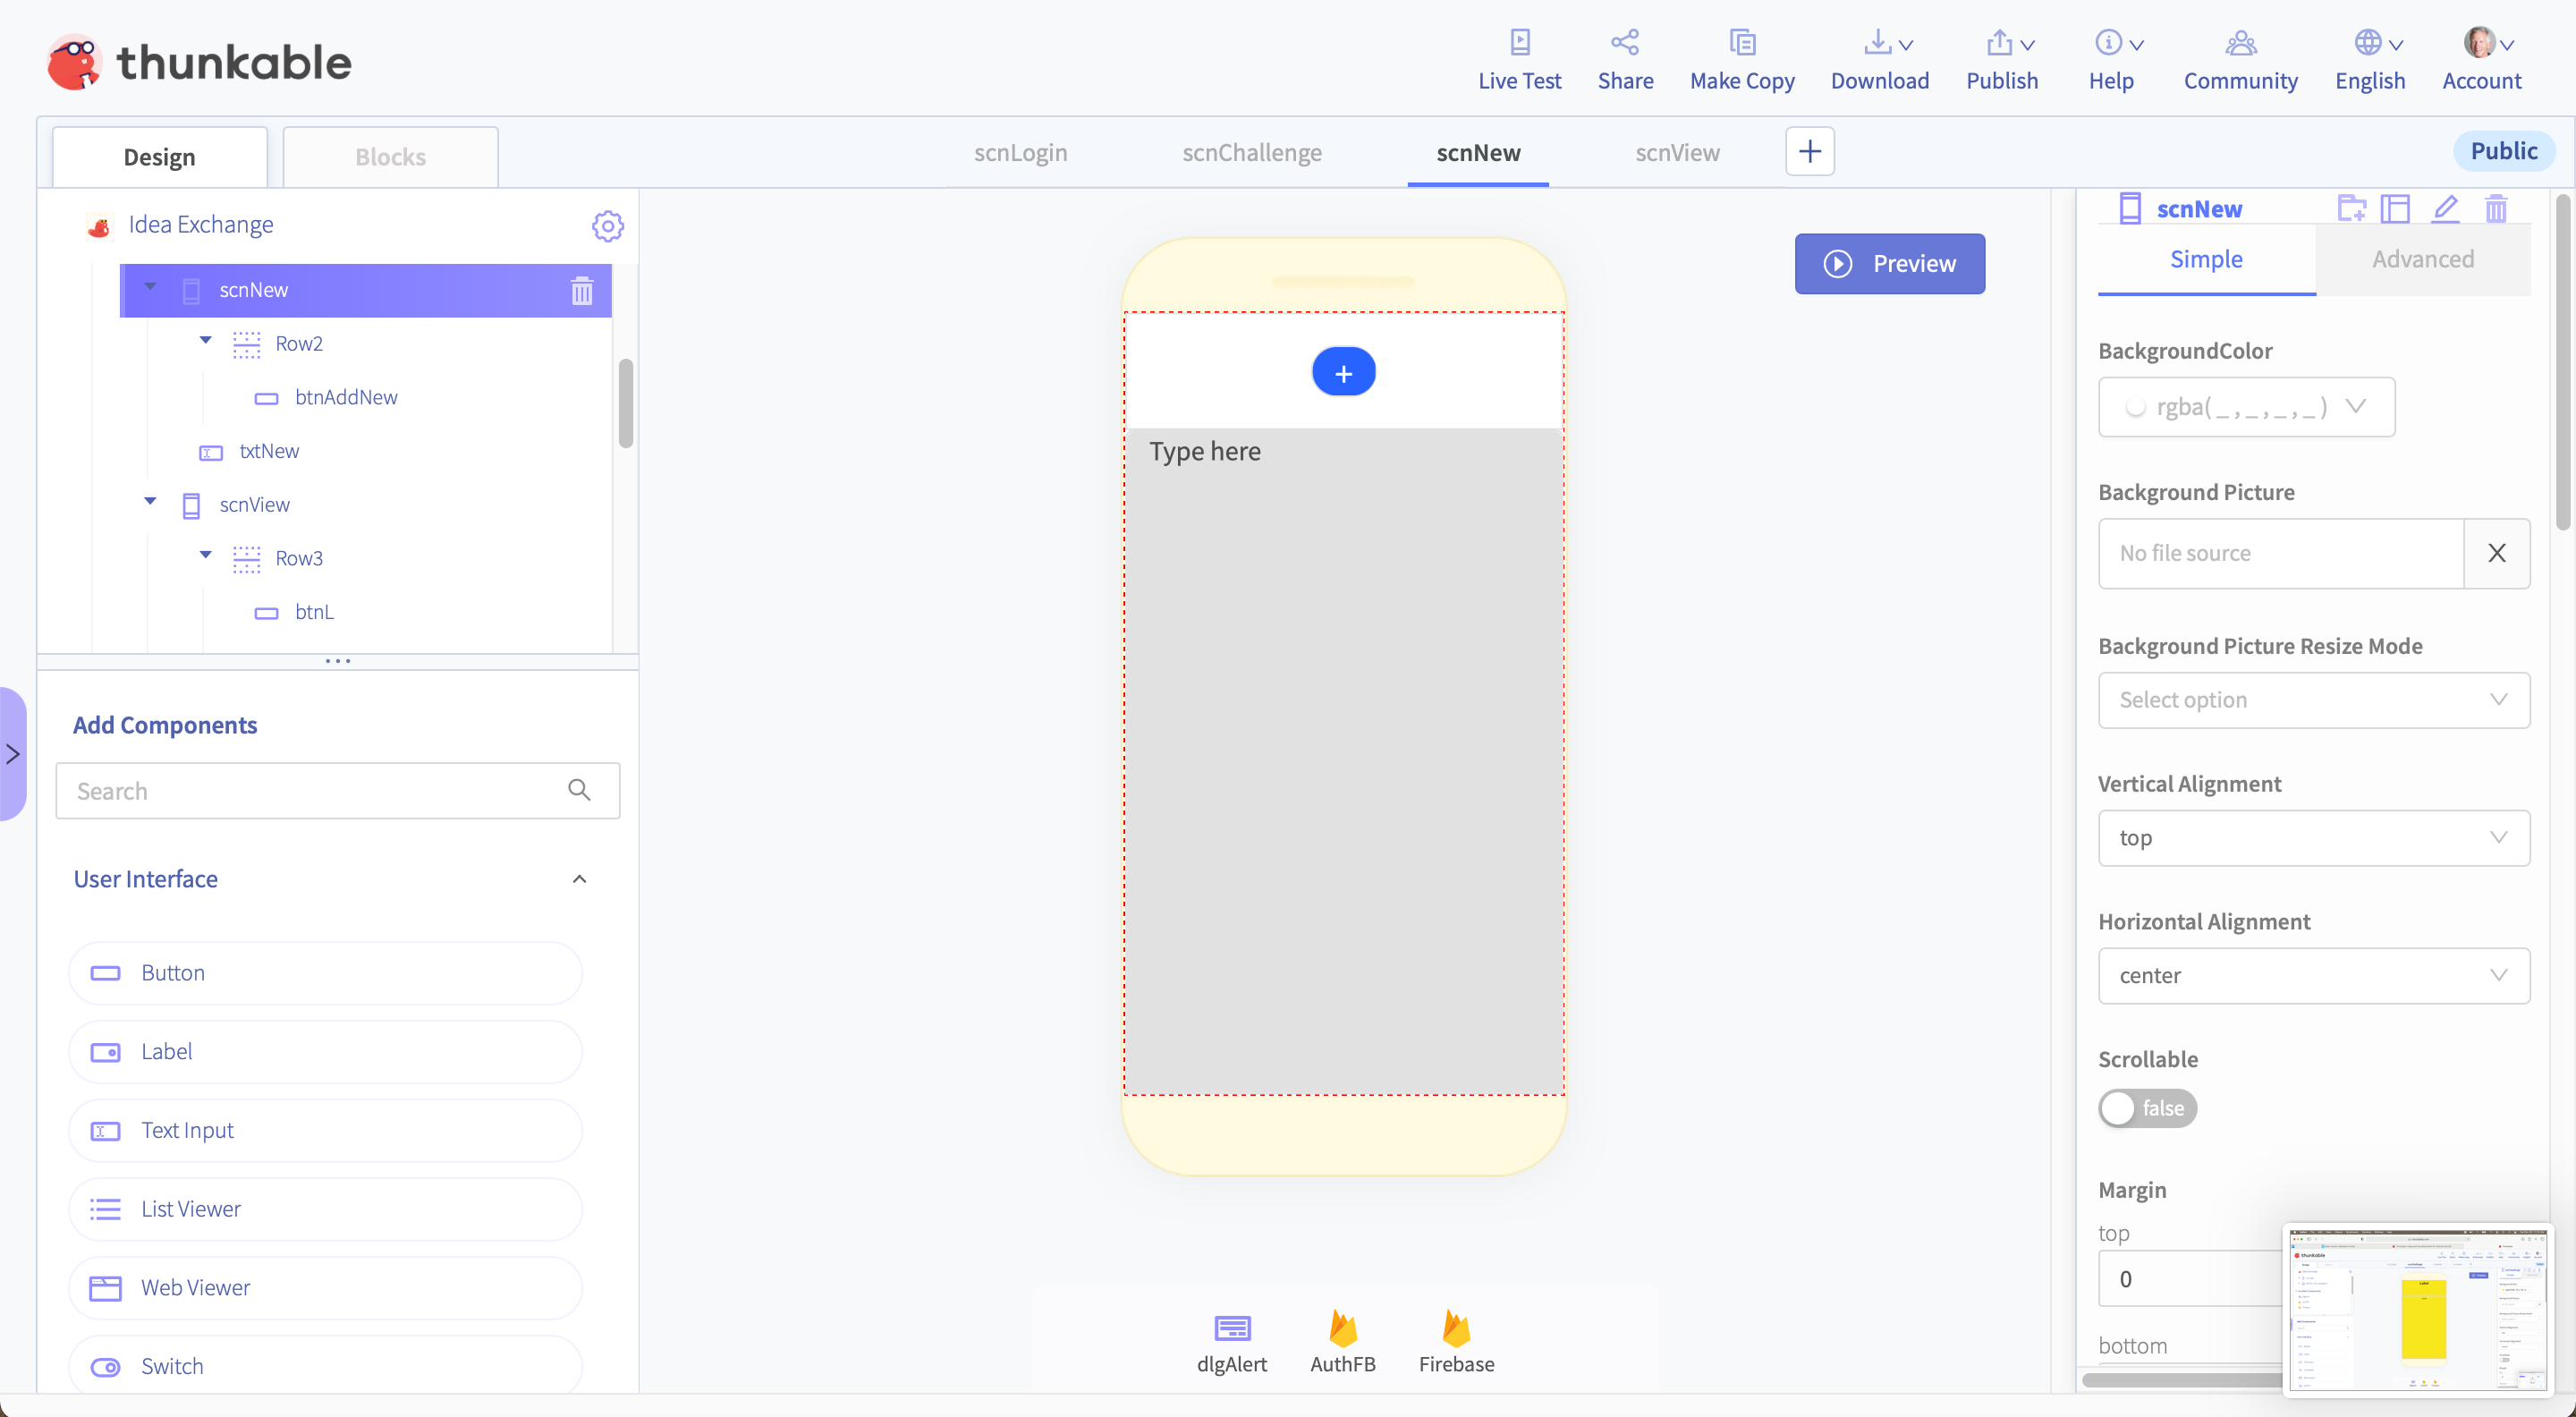 thunkable
Live Test
Share
Make Copy
Download
Publish
Help
Community
English
Account
Design
Blocks
scnLogin
scnChallenge
scnNew
scnView
Public
Idea Exchange
scnNew
Row2
btnAddNew
txtNew
scnView
Row3
btnL
Add Components
Search
User Interface
Button
Label
Text Input
List Viewer
Web Viewer
Switch
Preview
+
Type here
dlgAlert
AuthFB
Firebase
scnNew
Simple
Advanced
BackgroundColor
rgba( _ , _ , _ , _ )
Background Picture
No file source
X
Background Picture Resize Mode
Select option
Vertical Alignment
top
Horizontal Alignment
center
Scrollable
false
Margin
top
0
bottom
thunkable